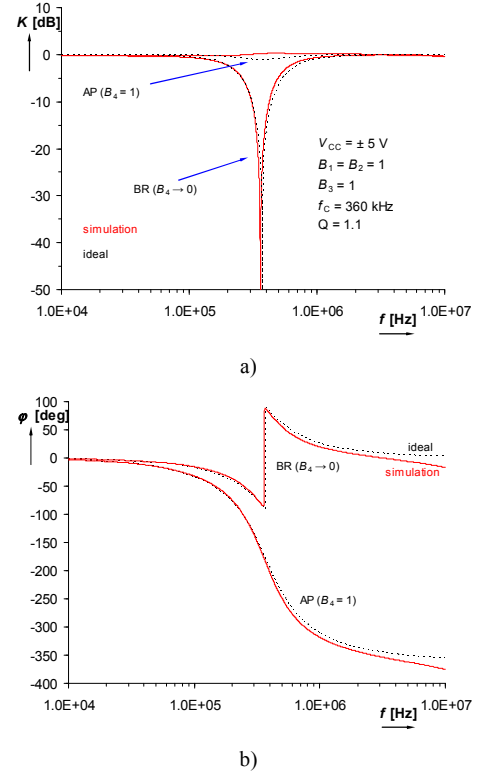 K [dB]
10
0
-10
-20
-30
-40
-50
AP (B4 = 1)
BR (B4 → 0)
simulation
ideal
VCC = ± 5 V
B1 = B2 = 1
B3 = 1
fC = 360 kHz
Q = 1.1
1.0E+04 1.0E+05 1.0E+06 1.0E+07
f [Hz]
a)
φ [deg]
100
50
0
-50
-100
-150
-200
-250
-300
-350
-400
ideal
BR (B4 → 0)
simulation
AP (B4 = 1)
1.0E+04 1.0E+05 1.0E+06 1.0E+07
f [Hz]
b)